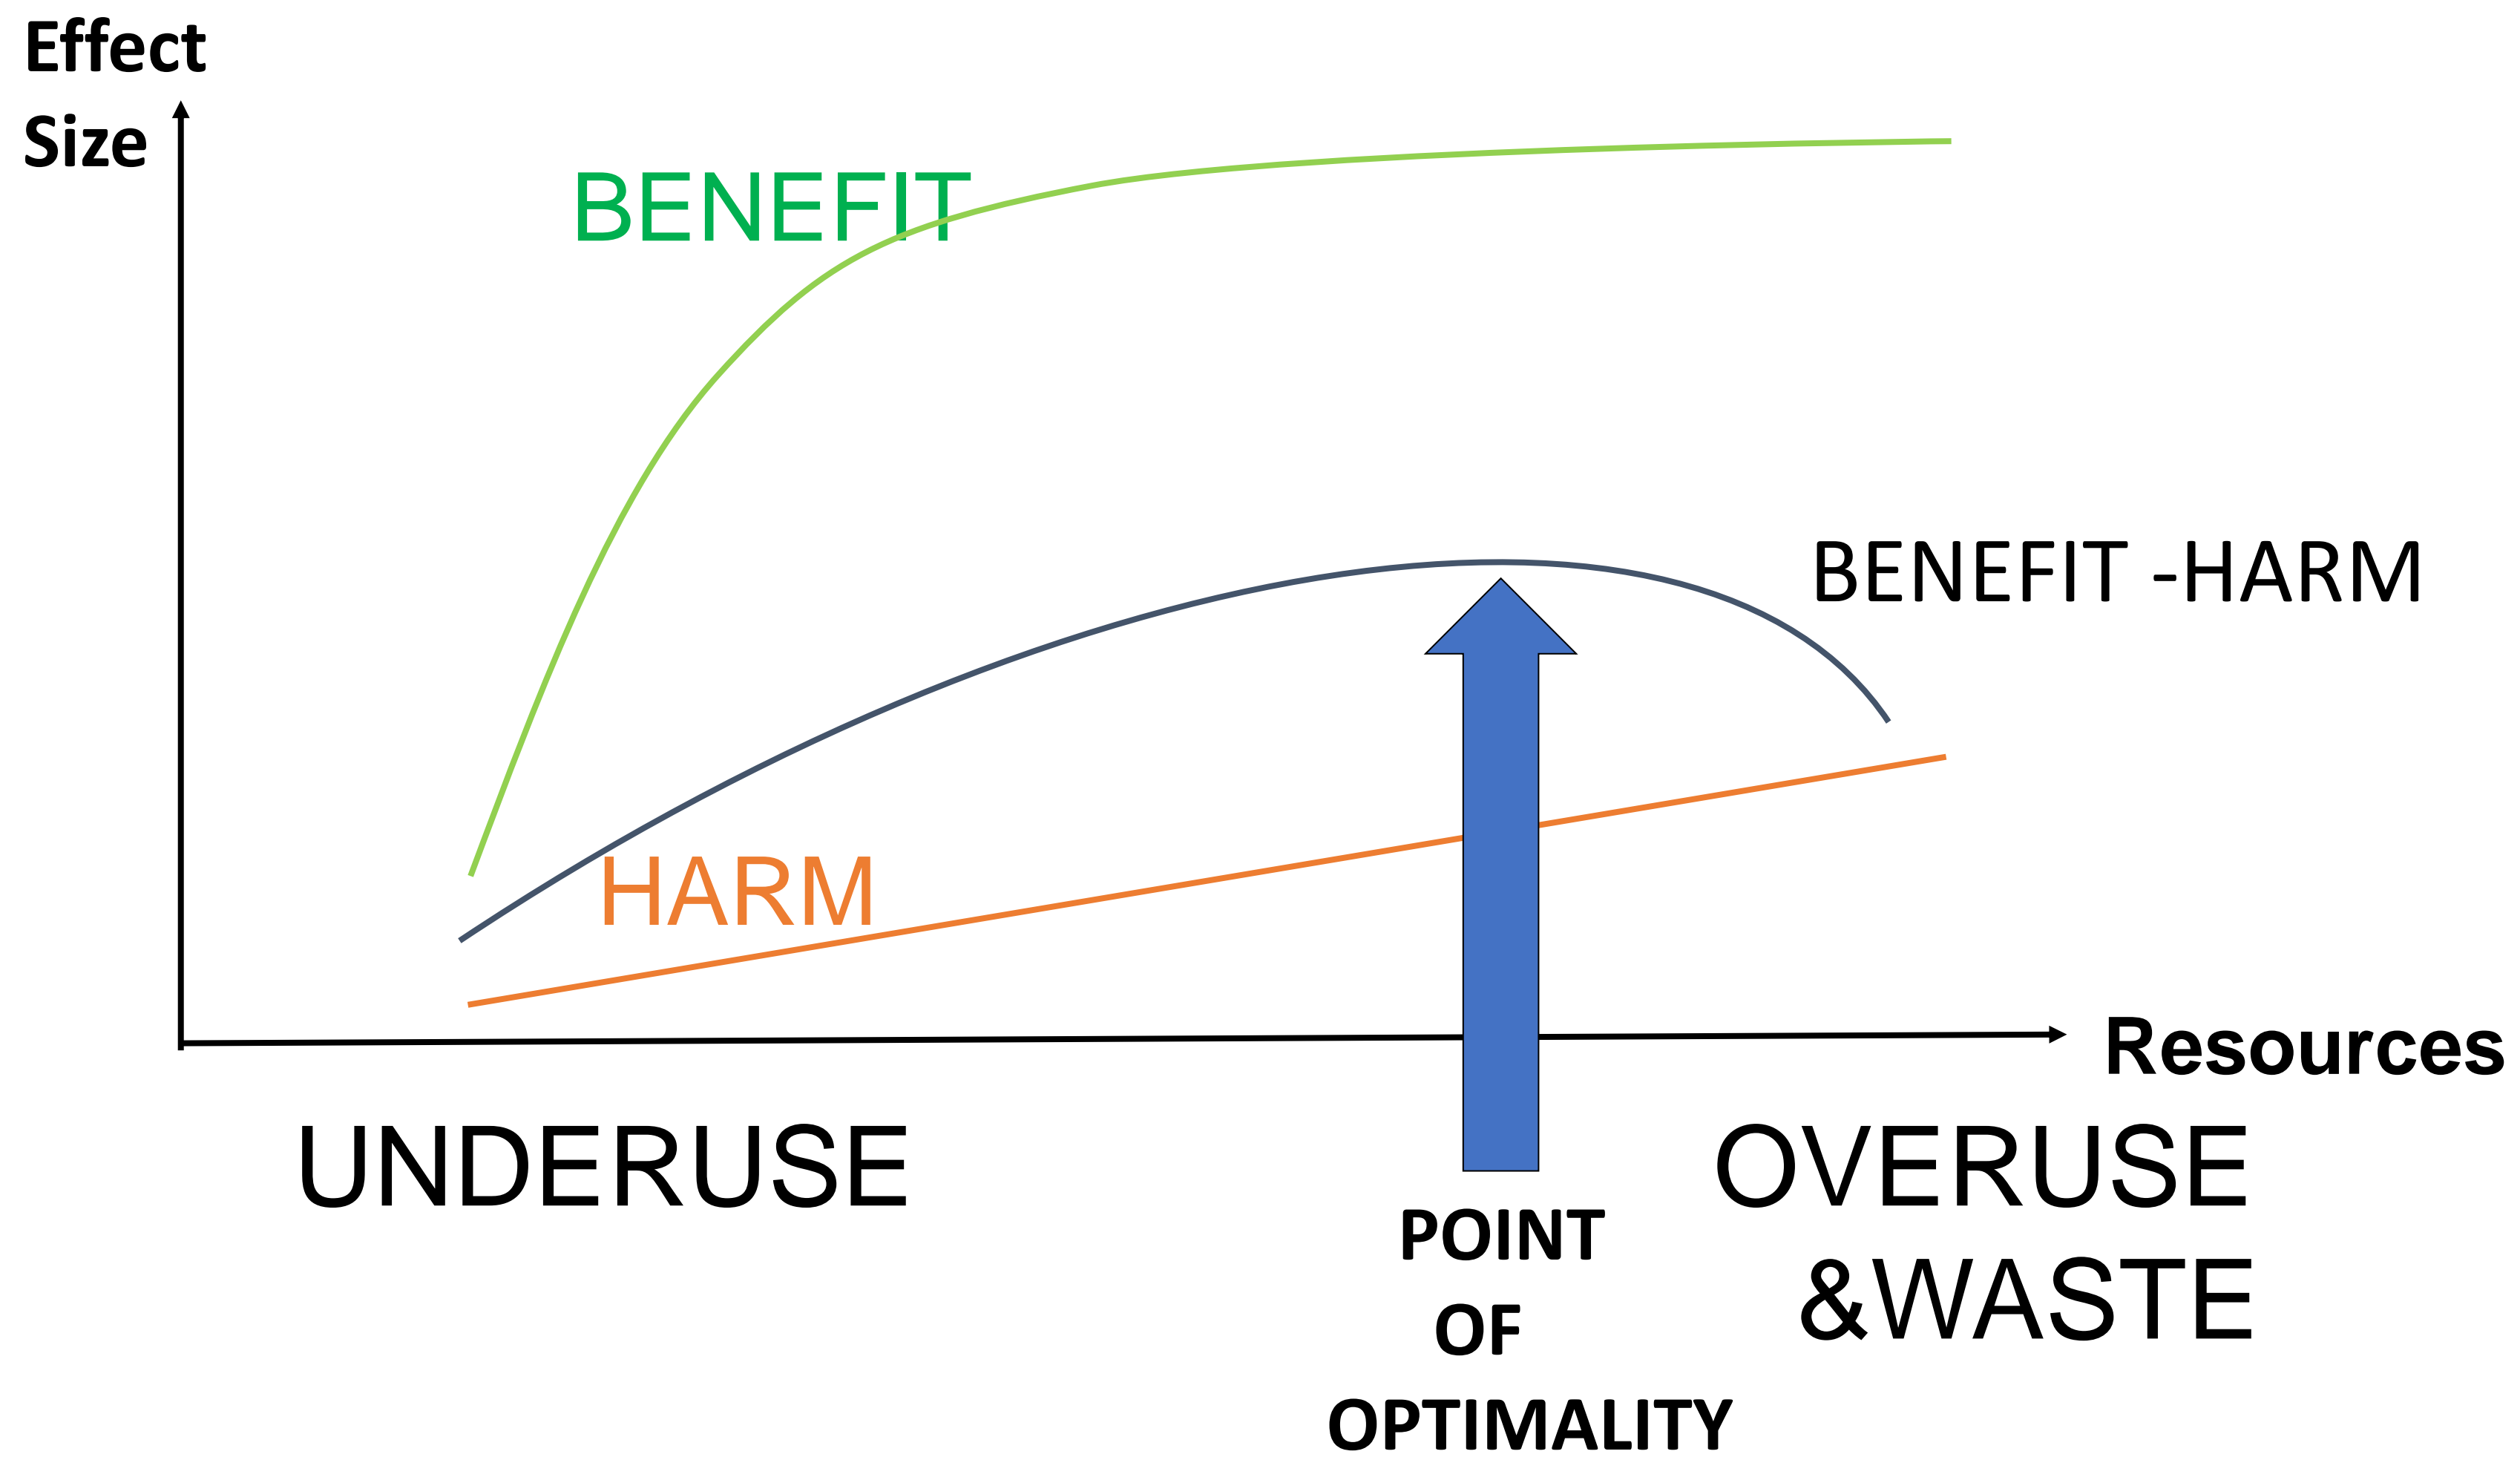 Effect
Size
BENEFIT
BENEFIT -HARM
HARM
Resources
UNDERUSE
OVERUSE
&WASTE
POINT
OF
OPTIMALITY